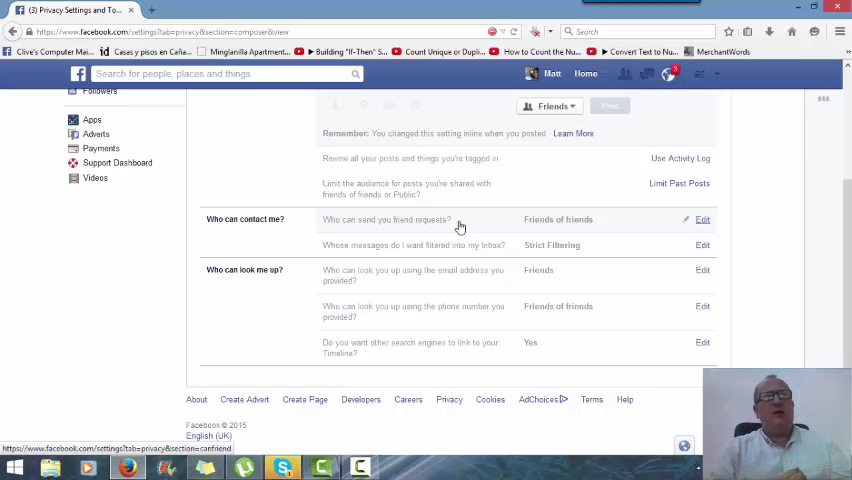 (3) Privacy Settings and To...
https://www.facebook.com/settings?tab=privacy&section=composer&view
Search
Clive's Computer Mai...
Casas y pisos en Caña...
Minglanilla Apartment...
Building "If-Then" S...
Count Unique or Dupli...
How to Count the Nu...
Convert Text to Nu...
MerchantWords
Search for people, places and things
Matt
Home
3
Followers
Apps
Adverts
Payments
Support Dashboard
Videos
Friends
Post
Remember: You changed this setting inline when you posted · Learn More
Review all your posts and things you're tagged in
Use Activity Log
Limit the audience for posts you've shared with
friends of friends or Public?
Limit Past Posts
Who can contact me?
Who can send you friend requests?
Friends of friends
Edit
Whose messages do I want filtered into my Inbox?
Strict Filtering
Edit
Who can look me up?
Who can look you up using the email address you
provided?
Friends
Edit
Who can look you up using the phone number you
provided?
Friends of friends
Edit
Do you want other search engines to link to your
Timeline?
Yes
Edit
About
Create Advert
Create Page
Developers
Careers
Privacy
Cookies
AdChoices
Terms
Help
Facebook © 2015
English (UK)
https://www.facebook.com/settings?tab=privacy&section=canfriend